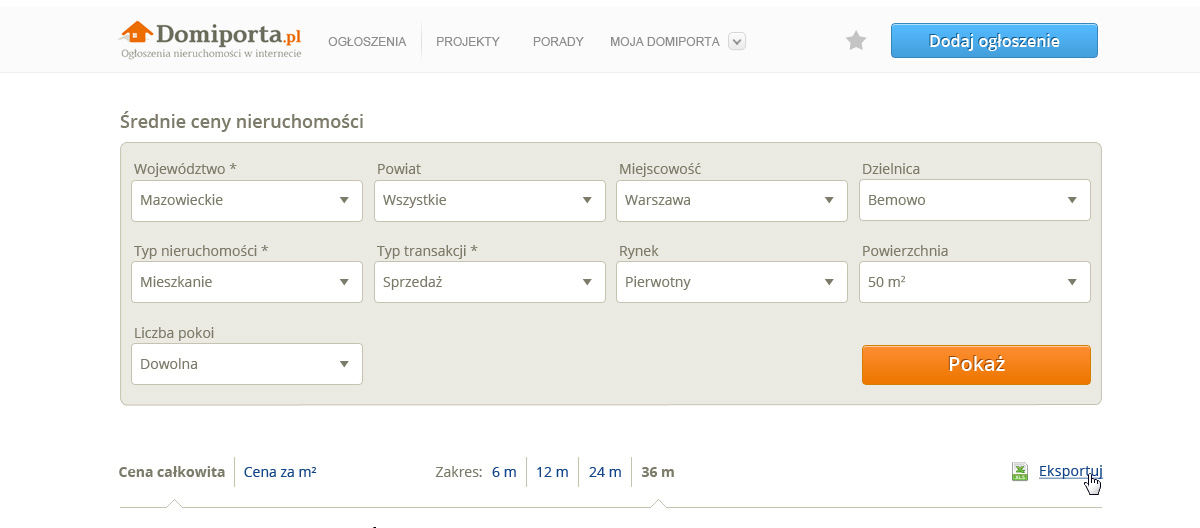 Domiporta.pl
Ogłoszenia nieruchomości w internecie
OGŁOSZENIA PROJEKTY PORADY MOJA DOMIPORTA Dodaj ogłoszenie
Średnie ceny nieruchomości
Województwo * Powiat Miejscowość Dzielnica
Mazowieckie Wszystkie Warszawa Bemowo
Typ nieruchomości * Typ transakcji * Rynek Powierzchnia
Mieszkanie Sprzedaż Pierwotny 50 m²
Liczba pokoi
Dowolna Pokaż
Cena całkowita Cena za m² Zakres: 6 m 12 m 24 m 36 m XLS Eksportuj